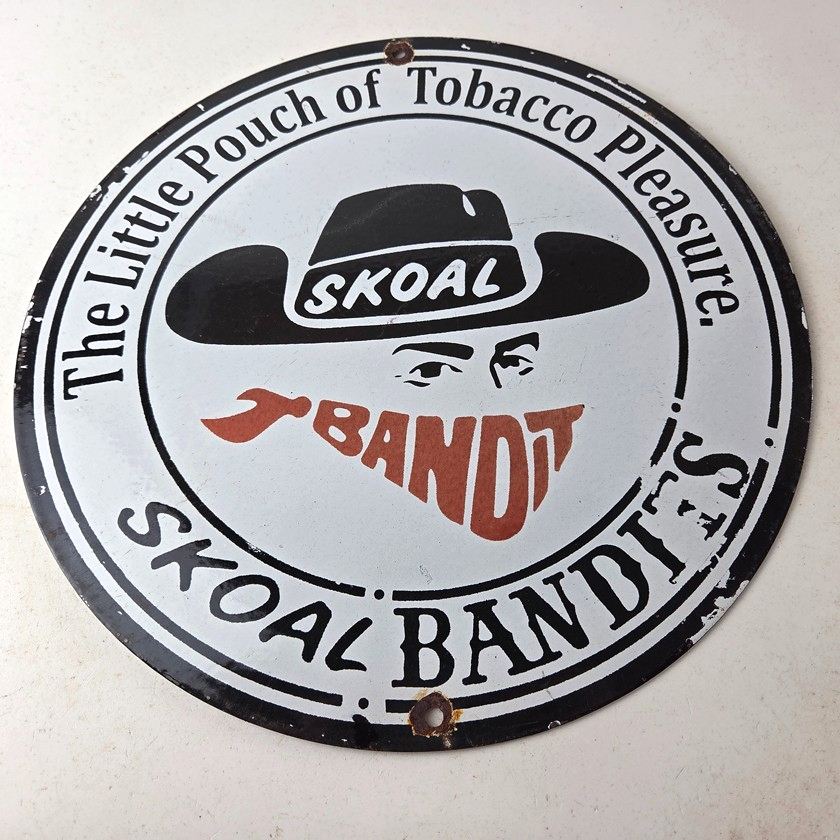 The Little Pouch of Tobacco Pleasure.
SKOAL
BANDIT
SKOAL BANDITS